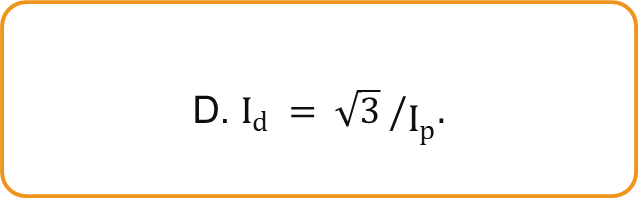 D. I_d = √3 /I_p.